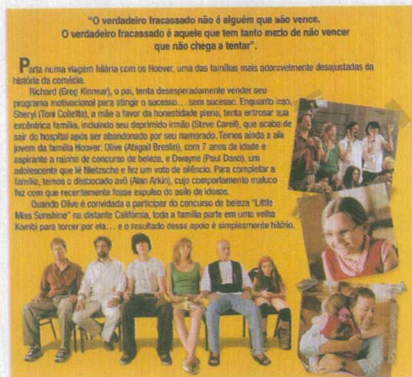 "O verdadeiro fracassado não é alguém que não vence.
O verdadeiro fracassado é aquele que tem tanto medo de não vencer
que não chega a tentar".
Parta numa viagem hilária com os Hoover, uma das famílias mais adoravelmente desajustadas da
história da comédia.
Richard (Greg Kinnear), o pai, tenta desesperadamente vender seu
programa motivacional para atingir o sucesso... sem sucesso. Enquanto isso,
Sheryl (Toni Collette), a mãe a favor da honestidade plena, tenta entrosar sua
excêntrica família, incluindo seu deprimido irmão (Steve Carell), que acaba de
sair do hospital após ser abandonado por seu namorado. Temos ainda a ala
jovem da família Hoover: Olive (Abigail Breslin), com 7 anos de idade e
aspirante a rainha de concurso de beleza, e Dwayne (Paul Dano), um
adolescente que lê Nietzsche e fez um voto de silêncio. Para completar a
família, temos o desbocado avô (Alan Arkin), cujo comportamento maluco
fez com que recentemente fosse expulso do asilo de idosos.
Quando Olive é convidada a participar do concurso de beleza "Little
Miss Sunshine" na distante Califórnia, toda a família parte em uma velha
Kombi para torcer por ela... e o resultado desse apoio é simplesmente hilário.